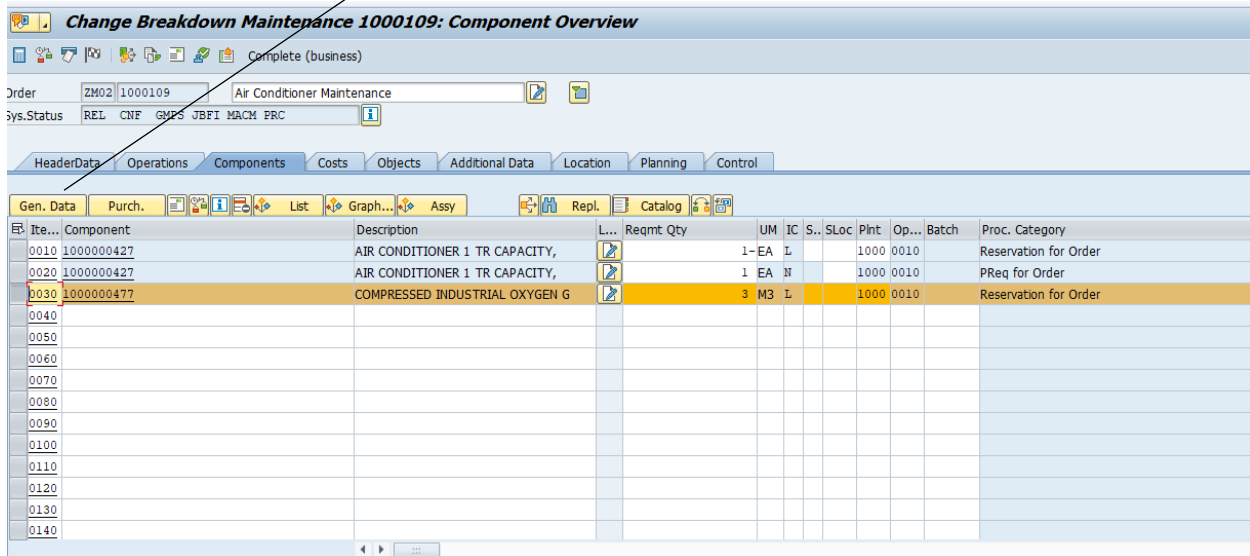 Change Breakdown Maintenance 1000109: Component Overview
Complete (business)
Order ZM02 1000109 Air Conditioner Maintenance
Sys.Status REL CNF GMPS JBFI MACM PRC
HeaderData Operations Components Costs Objects Additional Data Location Planning Control
Gen. Data Purch. List Graph... Assy Repl. Catalog
Ite... Component Description L... Reqmt Qty UM IC S.. SLoc Plnt Op... Batch Proc. Category
0010 1000000427 AIR CONDITIONER 1 TR CAPACITY, 1- EA L 1000 0010 Reservation for Order
0020 1000000427 AIR CONDITIONER 1 TR CAPACITY, 1 EA N 1000 0010 PReq for Order
0030 1000000477 COMPRESSED INDUSTRIAL OXYGEN G 3 M3 L 1000 0010 Reservation for Order
0040
0050
0060
0070
0080
0090
0100
0110
0120
0130
0140